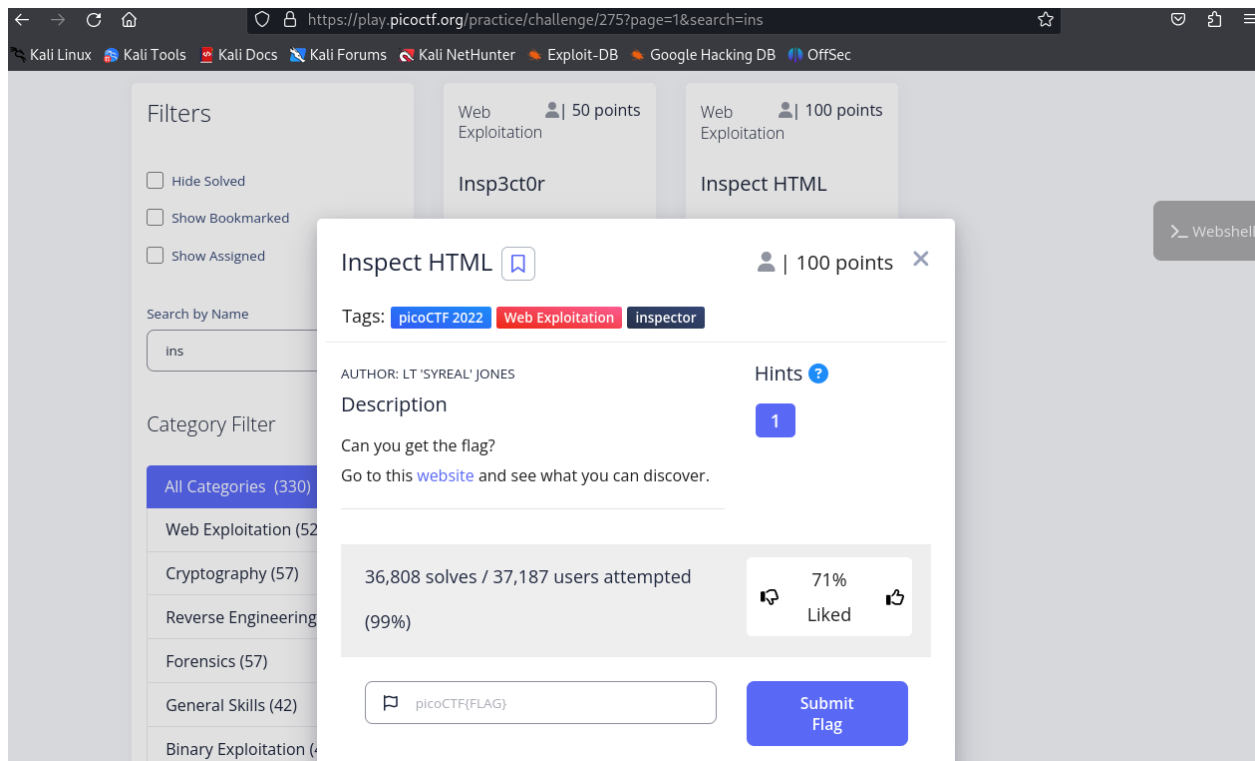 https://play.picoctf.org/practice/challenge/275?page=1&search=ins
Kali Linux Kali Tools Kali Docs Kali Forums Kali NetHunter Exploit-DB Google Hacking DB OffSec
Filters
Hide Solved
Show Bookmarked
Show Assigned
Search by Name
ins
Category Filter
All Categories (330)
Web Exploitation (52
Cryptography (57)
Reverse Engineering
Forensics (57)
General Skills (42)
Binary Exploitation (
Web Exploitation | 50 points
Insp3ct0r
Web Exploitation | 100 points
Inspect HTML
>_ Webshell
Inspect HTML | 100 points ×
Tags: picoCTF 2022 Web Exploitation inspector
AUTHOR: LT 'SYREAL' JONES
Description
Can you get the flag?
Go to this website and see what you can discover.
Hints ?
1
36,808 solves / 37,187 users attempted
(99%)
71%
Liked
picoCTF{FLAG}
Submit
Flag